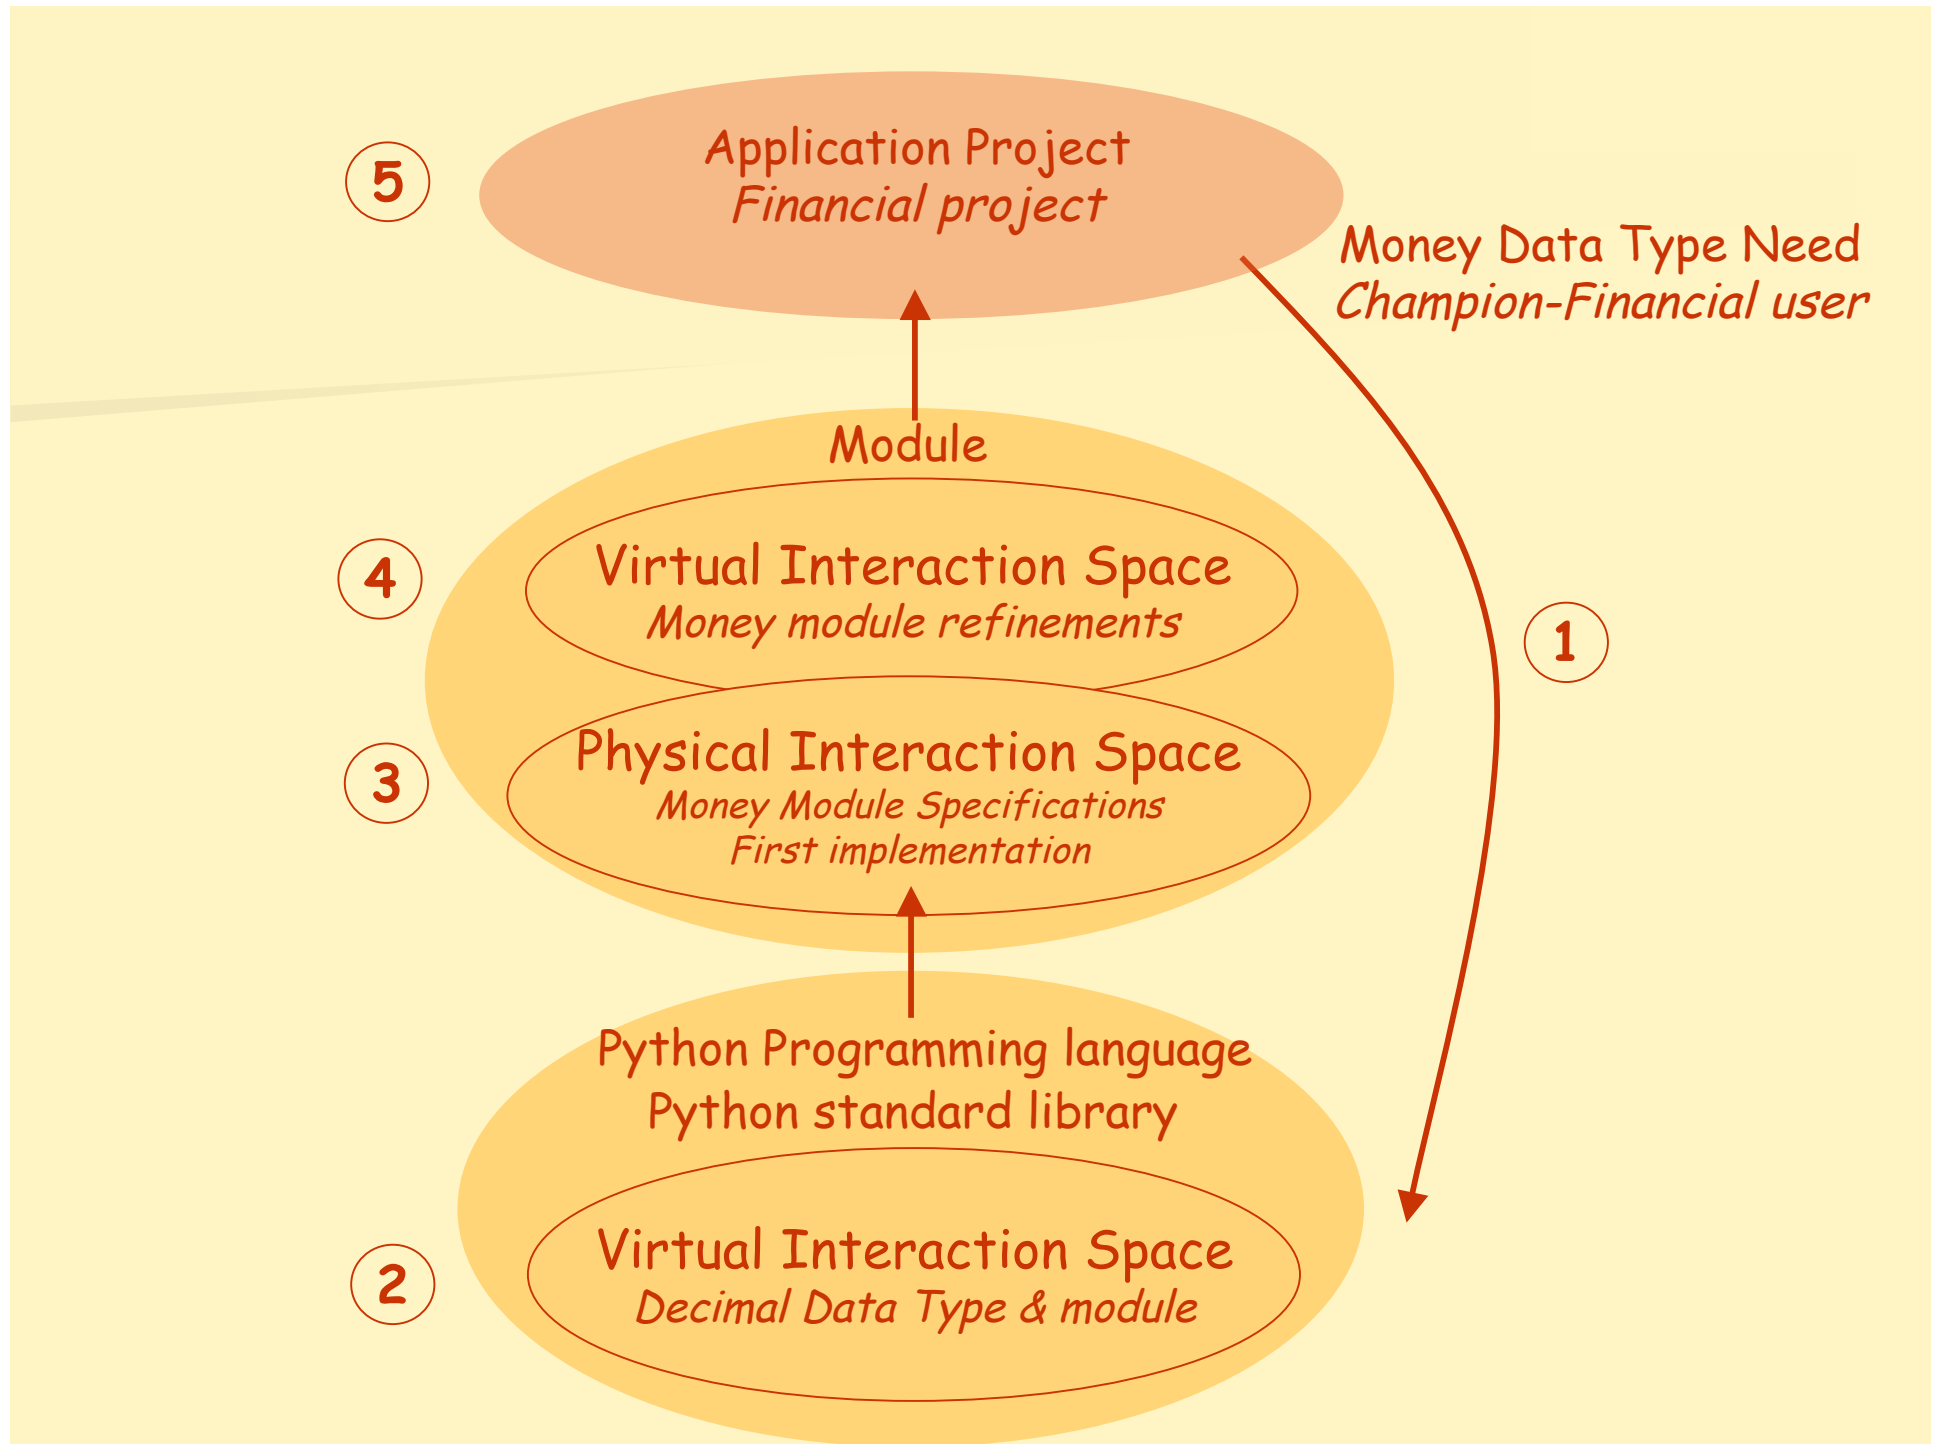 5
Application Project
Financial project
Money Data Type Need
Champion-Financial user
Module
4
Virtual Interaction Space
Money module refinements
1
3
Physical Interaction Space
Money Module Specifications
First implementation
Python Programming language
Python standard library
2
Virtual Interaction Space
Decimal Data Type & module